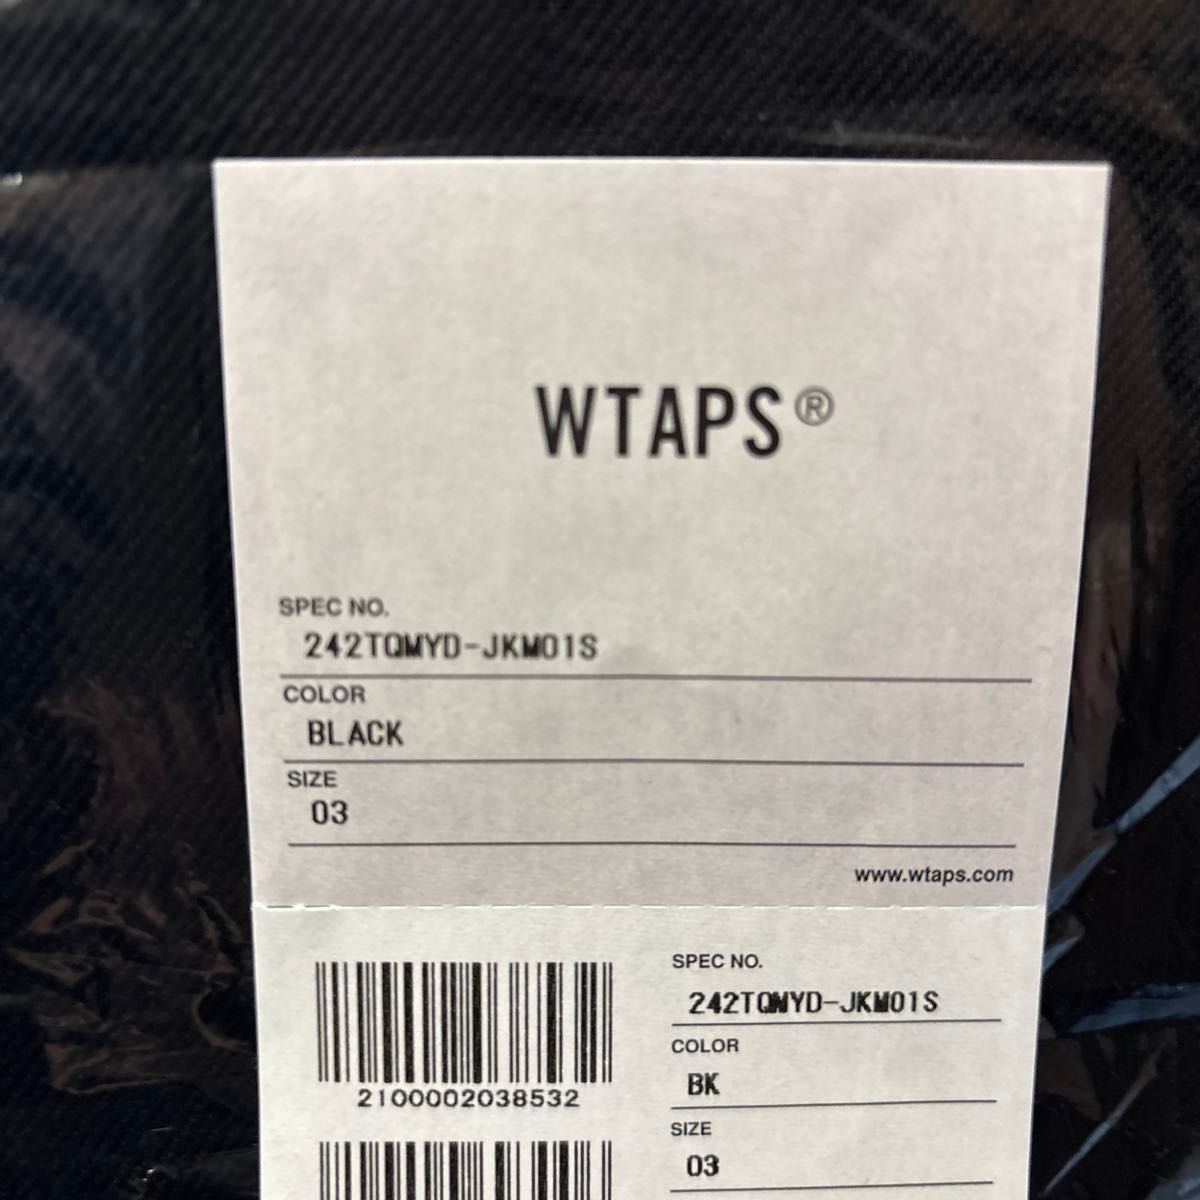 WTAPS®
SPEC NO.
242TQMYD-JKM01S
COLOR
BLACK
SIZE
03
www.wtaps.com
2100002038532
SPEC NO.
242TQMYD-JKM01S
COLOR
BK
SIZE
03